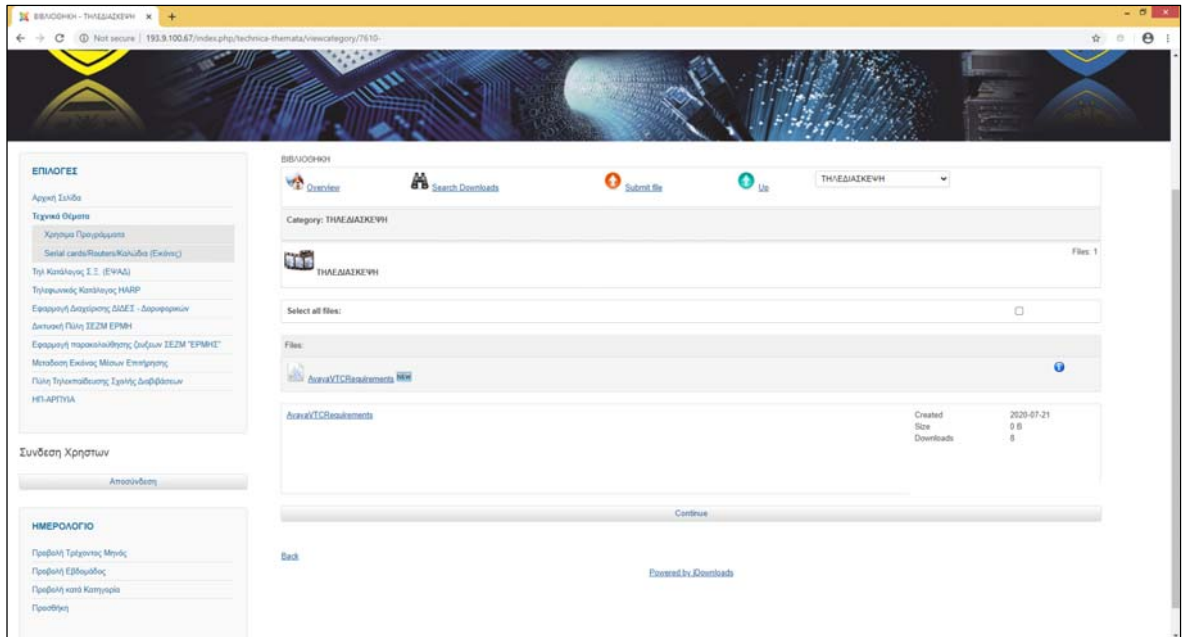 ΒΙΒΛΙΟΘΗΚΗ - ΤΗΛΕΔΙΑΣΚΕΨΗ
Not secure | 193.9.100.67/index.php/technica-themata/viewcategory/7610-
ΕΠΙΛΟΓΕΣ
Αρχική Σελίδα
Τεχνικά Θέματα
Χρήσιμα Προγράμματα
Serial cards/Routers/Καλώδια (Εικόνες)
Τηλ Κατάλογος Σ.Ξ. (ΕΨΑΔ)
Τηλεφωνικός Κατάλογος HARP
Εφαρμογή Διαχείρισης ΔΙΔΕΣ - Δορυφορικών
Δικτυακή Πύλη ΣΕΖΜ ΕΡΜΗ
Εφαρμογή παρακολούθησης ζεύξεων ΣΕΖΜ "ΕΡΜΗΣ"
Μεταδοση Εικόνας Μέσων Επιτήρησης
Πύλη Τηλεκπαίδευσης Σχολής Διαβιβάσεων
ΗΠ-ΑΡΠΥΙΑ
Συνδεση Χρηστων
Αποσύνδεση
ΗΜΕΡΟΛΟΓΙΟ
Προβολή Τρέχοντος Μηνός
Προβολή Εβδομάδος
Προβολή κατά Κατηγορία
Προσθήκη
ΒΙΒΛΙΟΘΗΚΗ
Overview Search Downloads Submit file Up ΤΗΛΕΔΙΑΣΚΕΨΗ
Category: ΤΗΛΕΔΙΑΣΚΕΨΗ
Files: 1
ΤΗΛΕΔΙΑΣΚΕΨΗ
Select all files:
Files:
AvayaVTCRequirements NEW
AvayaVTCRequirements
Created 2020-07-21
Size 0 B
Downloads 8
Continue
Back
Powered by jDownloads